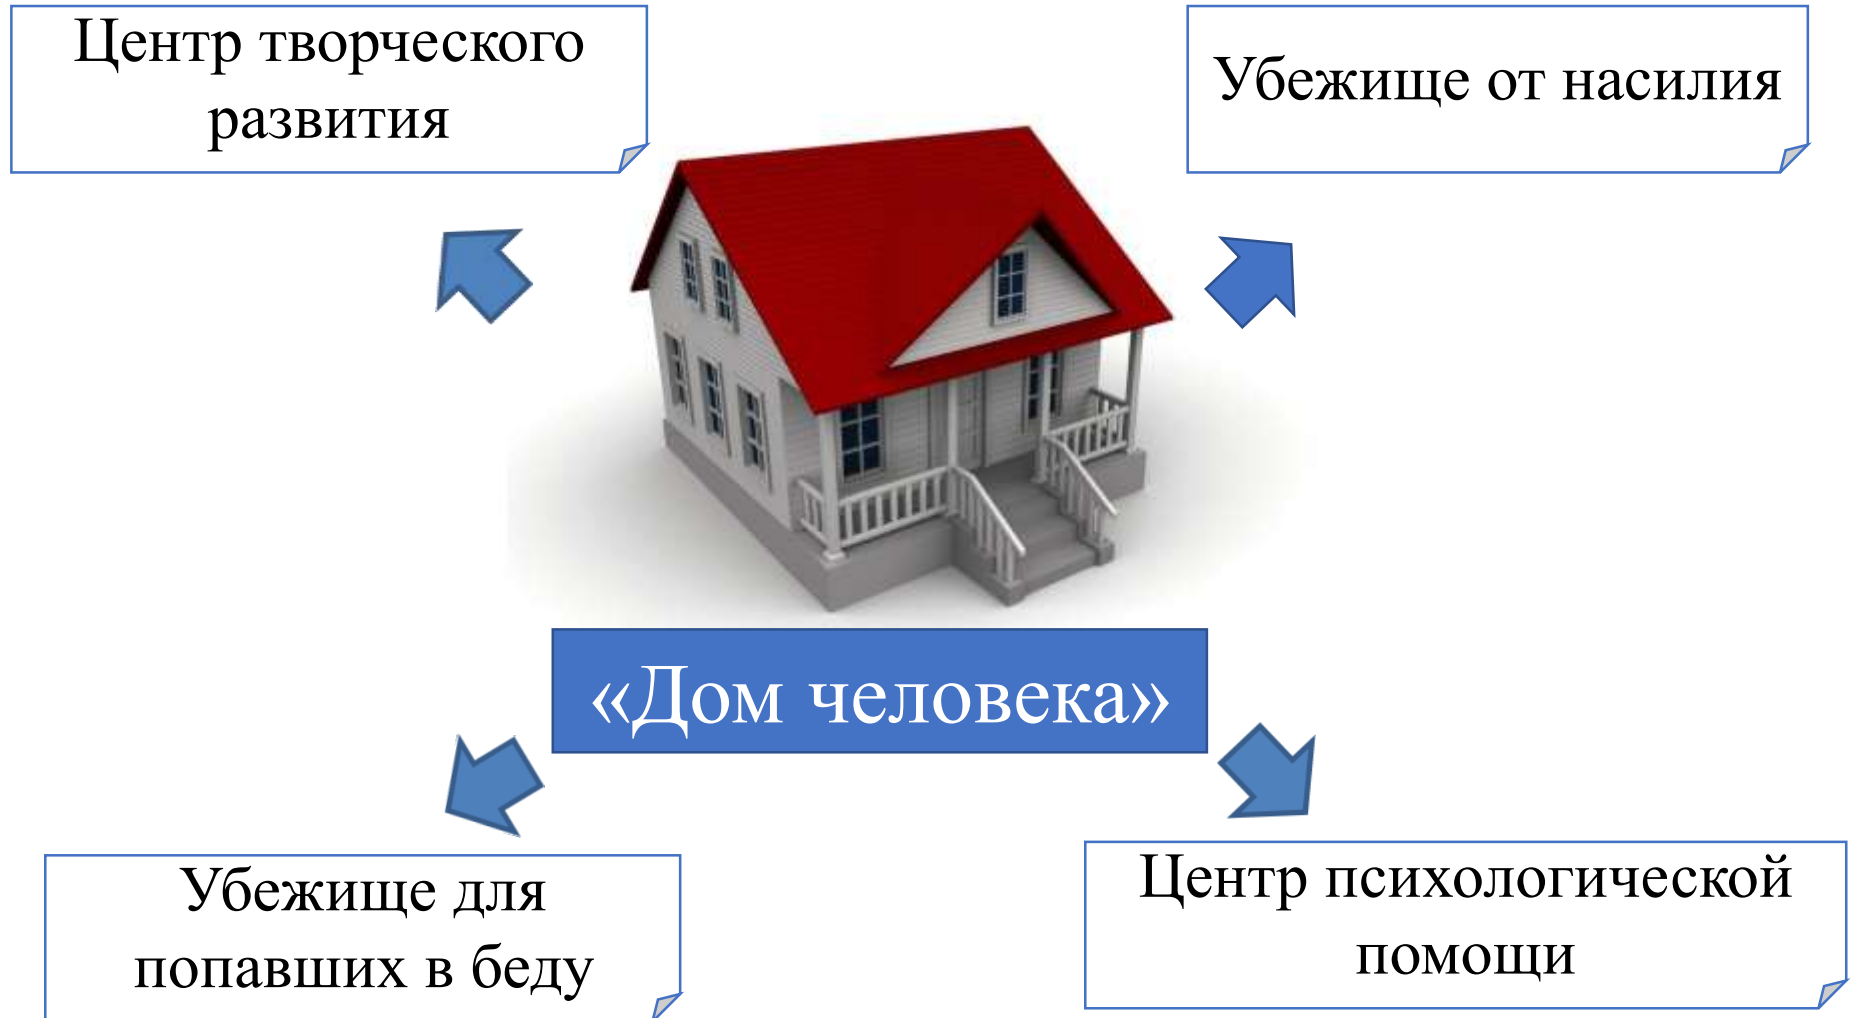 Центр творческого
развития
Убежище от насилия
«Дом человека»
Убежище для
попавших в беду
Центр психологической
помощи